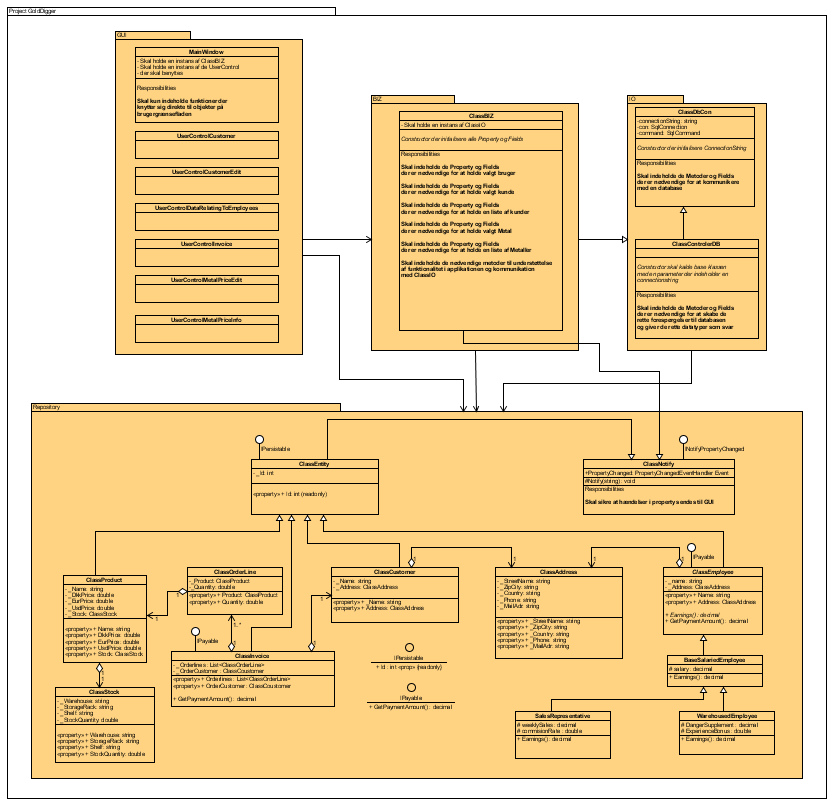 Project GoldDigger
GUI
MainWindow
- Skal holde en instans af ClassBIZ
- Skal holde en instans af de UserControl
- der skal benyttes
Responsibilities
Skal kun indeholde funktioner der
knytter sig direkte til objekter på
brugergrænsefladen
UserControlCustomer
UserControlCustomerEdit
UserControlDataRelatingToEmployees
UserControlInvoice
UserControlMetalPriceEdit
UserControlMetalPriceInfo
BIZ
ClassBIZ
- Skal holde en instans af ClassIO
Constructor der initialisere alle Property og Fields
Responsibilities
Skal indeholde de Property og Fields
der er nødvendige for at holde valgt bruger
Skal indeholde de Property og Fields
der er nødvendige for at holde valgt kunde
Skal indeholde de Property og Fields
der er nødvendige for at holde en liste af kunder
Skal indeholde de Property og Fields
der er nødvendige for at holde valgt Metal
Skal indeholde de Property og Fields
der er nødvendige for at holde en liste af Metaller
Skal indeholde de nødvendige metoder til understøttelse
af funktionalitet i applikationen og kommunikation
med ClassIO
IO
ClassDbCon
-connectionString: string
-con: SqlConnection
-command: SqlCommand
Constructor der initialisere ConnectionString
Responsibilities
Skal indeholde de Metoder og Fields
der er nødvendige for at kommunikere
med en database
ClassControlerDB
Constructor skal kalde base klassen
med en parameter der indeholder en
connectionstring
Responsibilities
Skal indeholde de Metoder og Fields
der er nødvendige for at skabe de
rette forespørgelser til databasen
og giver de rette datatyper som svar
Repository
IPersistable
ClassEntity
- _Id: int
«property» + Id: int (readonly)
INotifyPropertyChanged
ClassNotify
+PropertyChanged: PropertyChangedEventHandler Event
#Notify(string): void
Responsibilities
Skal sikre at hændelser i property sendes til GUI
ClassProduct
- _Name: string
- _DkkPrice: double
- _EurPrice: double
- _UsdPrice: double
- _Stock: ClassStock
«property» + Name: string
«property» + DkkPrice: double
«property» + EurPrice: double
«property» + UsdPrice: double
«property» + Stock: ClassStock
ClassOrderLine
- _Product: ClassProduct
- _Quantity: double
«property» + Product: ClassProduct
«property» + Quantity: double
1
1
1..*
IPayable
ClassInvoice
- _Orderlines : List<ClassOrderLine>
- _OrderCustomer : ClassCoustomer
«property» + Orderlines : List<ClassOrderLine>
«property» + OrderCustomer : ClassCoustomer
+ GetPaymentAmount() : decimal
1
1
ClassCustomer
- _Name: string
- _Address: ClassAddress
«property» + _Name: string
«property» + Address: ClassAddress
1
1
ClassAddress
- _StreetName: string
- _ZipCity: string
- _Country: string
- _Phone: string
- _MailAdr: string
«property» + _StreetName: string
«property» + _ZipCity: string
«property» + _Country: string
«property» + _Phone: string
«property» + _MailAdr: string
1
1
IPayable
ClassEmployee
- _name: string
- _Address: ClassAddress
«property» + Name: string
«property» + Address: ClassAddress
+ Earnings() : decimal
+ GetPaymentAmount() : decimal
IPersistable
+ Id : int <prop> (readonly)
IPayable
+ GetPaymentAmount() : decimal
BaseSalariedEmployee
# salary : decimal
+ Earnings() : decimal
1
1
ClassStock
- _Warehouse: string
- _StorageRack: string
- _Shelf: string
- _StockQuantity: double
«property» + Warehouse: string
«property» + StorageRack: string
«property» + Shelf: string
«property» + StockQuantity: double
SalesRepresentative
# weeklySales : decimal
# commisionRate : double
+ Earnings() : decimal
WarehousedEmployee
# DangerSupplement : decimal
# ExperienceBonus : double
+ Earnings() : decimal